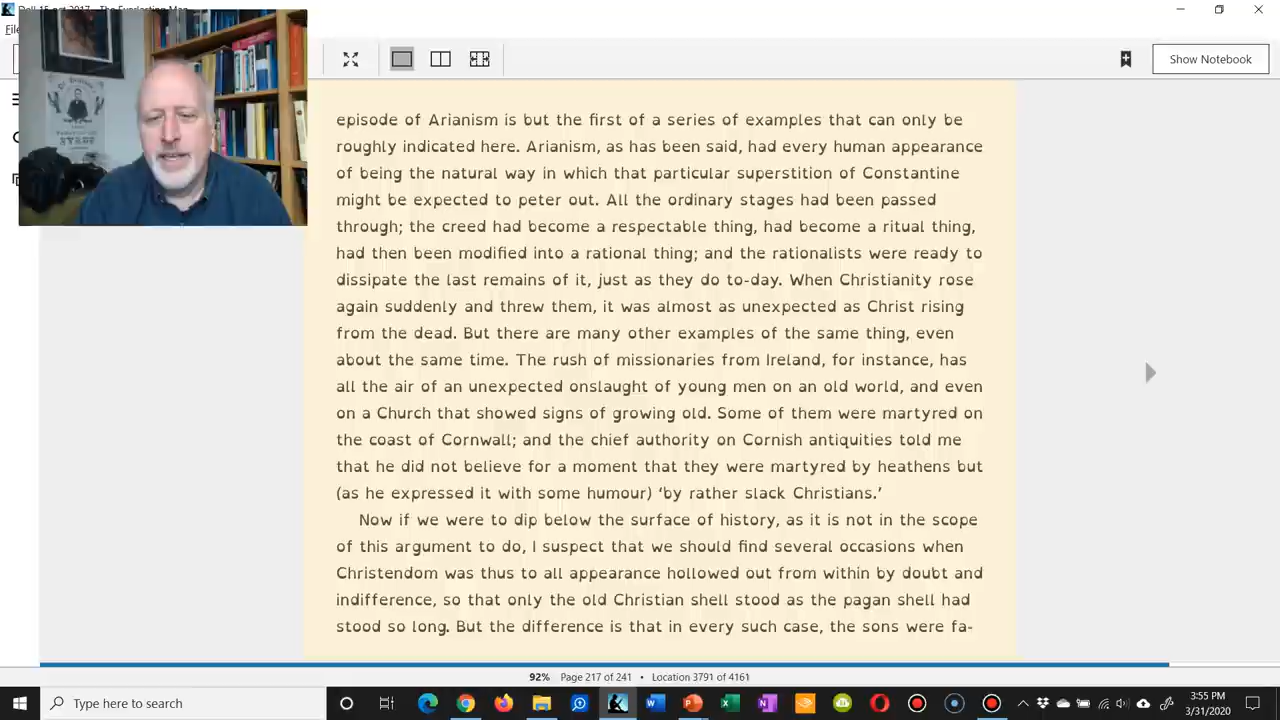 Show Notebook
episode of Arianism is but the first of a series of examples that can only be
roughly indicated here. Arianism, as has been said, had every human appearance
of being the natural way in which that particular superstition of Constantine
might be expected to peter out. All the ordinary stages had been passed
through; the creed had become a respectable thing, had become a ritual thing,
had then been modified into a rational thing; and the rationalists were ready to
dissipate the last remains of it, just as they do to-day. When Christianity rose
again suddenly and threw them, it was almost as unexpected as Christ rising
from the dead. But there are many other examples of the same thing, even
about the same time. The rush of missionaries from Ireland, for instance, has
all the air of an unexpected onslaught of young men on an old world, and even
on a Church that showed signs of growing old. Some of them were martyred on
the coast of Cornwall; and the chief authority on Cornish antiquities told me
that he did not believe for a moment that they were martyred by heathens but
(as he expressed it with some humour) ‘by rather slack Christians.’
Now if we were to dip below the surface of history, as it is not in the scope
of this argument to do, I suspect that we should find several occasions when
Christendom was thus to all appearance hollowed out from within by doubt and
indifference, so that only the old Christian shell stood as the pagan shell had
stood so long. But the difference is that in every such case, the sons were fa-
92% Page 217 of 241 • Location 3791 of 4161
Type here to search
3:55 PM
3/31/2020